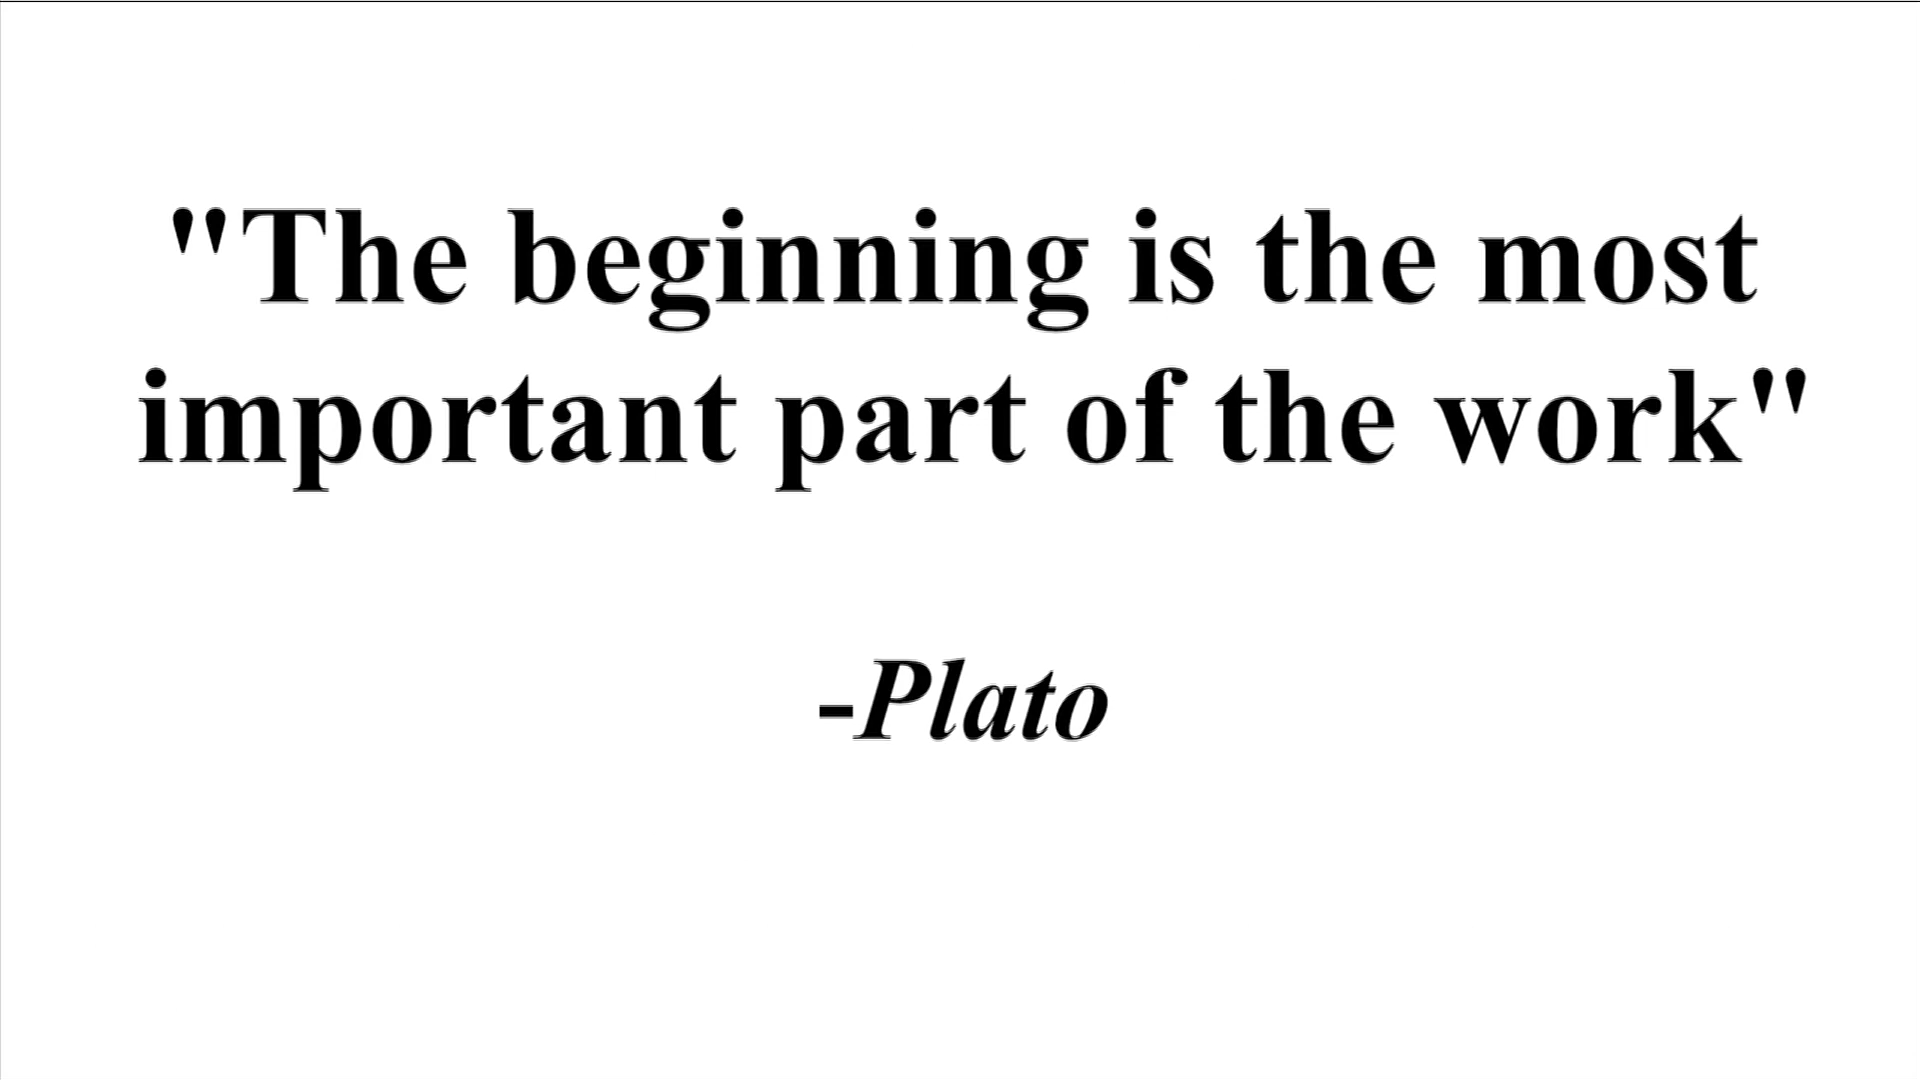 "The beginning is the most
important part of the work"
-Plato